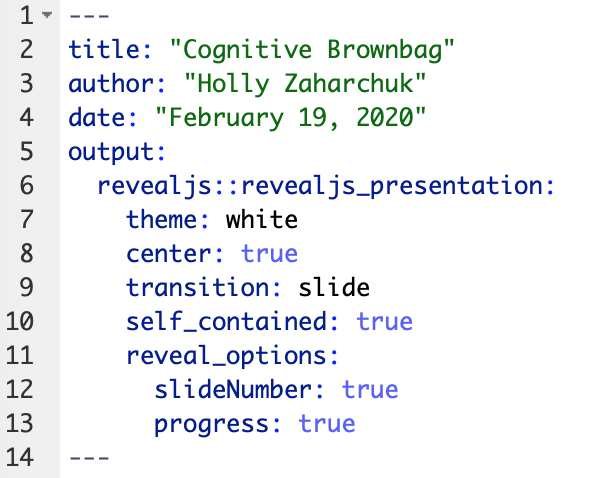 1 ---
2 title: "Cognitive Brownbag"
3 author: "Holly Zaharchuk"
4 date: "February 19, 2020"
5 output:
6   revealjs::revealjs_presentation:
7     theme: white
8     center: true
9     transition: slide
10     self_contained: true
11     reveal_options:
12       slideNumber: true
13       progress: true
14 ---